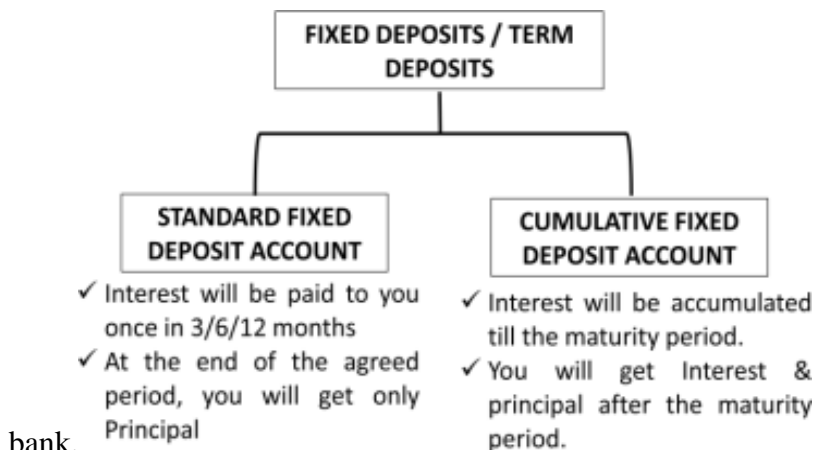 FIXED DEPOSITS / TERM
DEPOSITS
STANDARD FIXED
DEPOSIT ACCOUNT
✓ Interest will be paid to you
once in 3/6/12 months
✓ At the end of the agreed
period, you will get only
Principal
CUMULATIVE FIXED
DEPOSIT ACCOUNT
✓ Interest will be accumulated
till the maturity period.
✓ You will get Interest &
principal after the maturity
period.
bank.